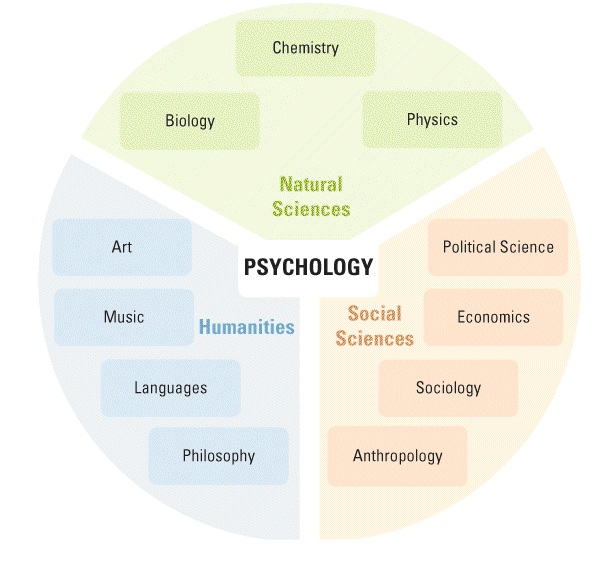 Chemistry
Biology
Physics
Natural
Sciences
Art
Political Science
PSYCHOLOGY
Music
Humanities
Social
Sciences
Economics
Languages
Sociology
Philosophy
Anthropology